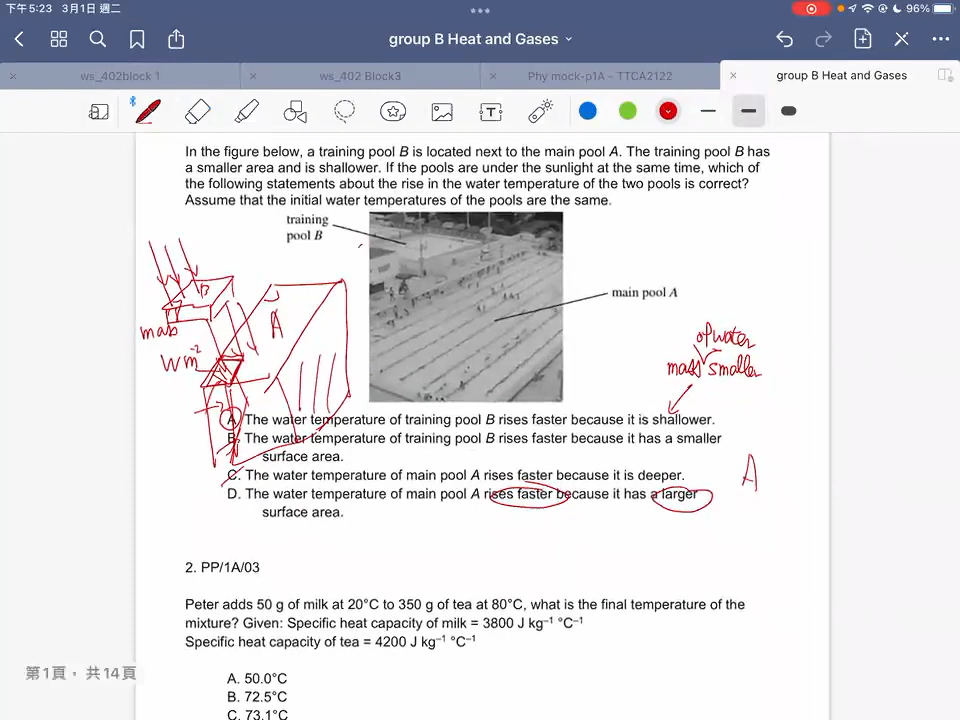 下午5:23 3月1日 週二
96%
group B Heat and Gases
ws_402block 1
ws_402 Block3
Phy mock-p1A - TTCA2122
group B Heat and Gases
In the figure below, a training pool B is located next to the main pool A. The training pool B has
a smaller area and is shallower. If the pools are under the sunlight at the same time, which of
the following statements about the rise in the water temperature of the two pools is correct?
Assume that the initial water temperatures of the pools are the same.
training
pool B
main pool A
B
A
mass
Wm⁻²
of water
mass smaller
A. The water temperature of training pool B rises faster because it is shallower.
B. The water temperature of training pool B rises faster because it has a smaller
surface area.
C. The water temperature of main pool A rises faster because it is deeper.
D. The water temperature of main pool A rises faster because it has a larger
surface area.
A
2. PP/1A/03
Peter adds 50 g of milk at 20°C to 350 g of tea at 80°C, what is the final temperature of the
mixture? Given: Specific heat capacity of milk = 3800 J kg⁻¹ °C⁻¹
Specific heat capacity of tea = 4200 J kg⁻¹ °C⁻¹
第1頁，共14頁
A. 50.0°C
B. 72.5°C
C. 73.1°C